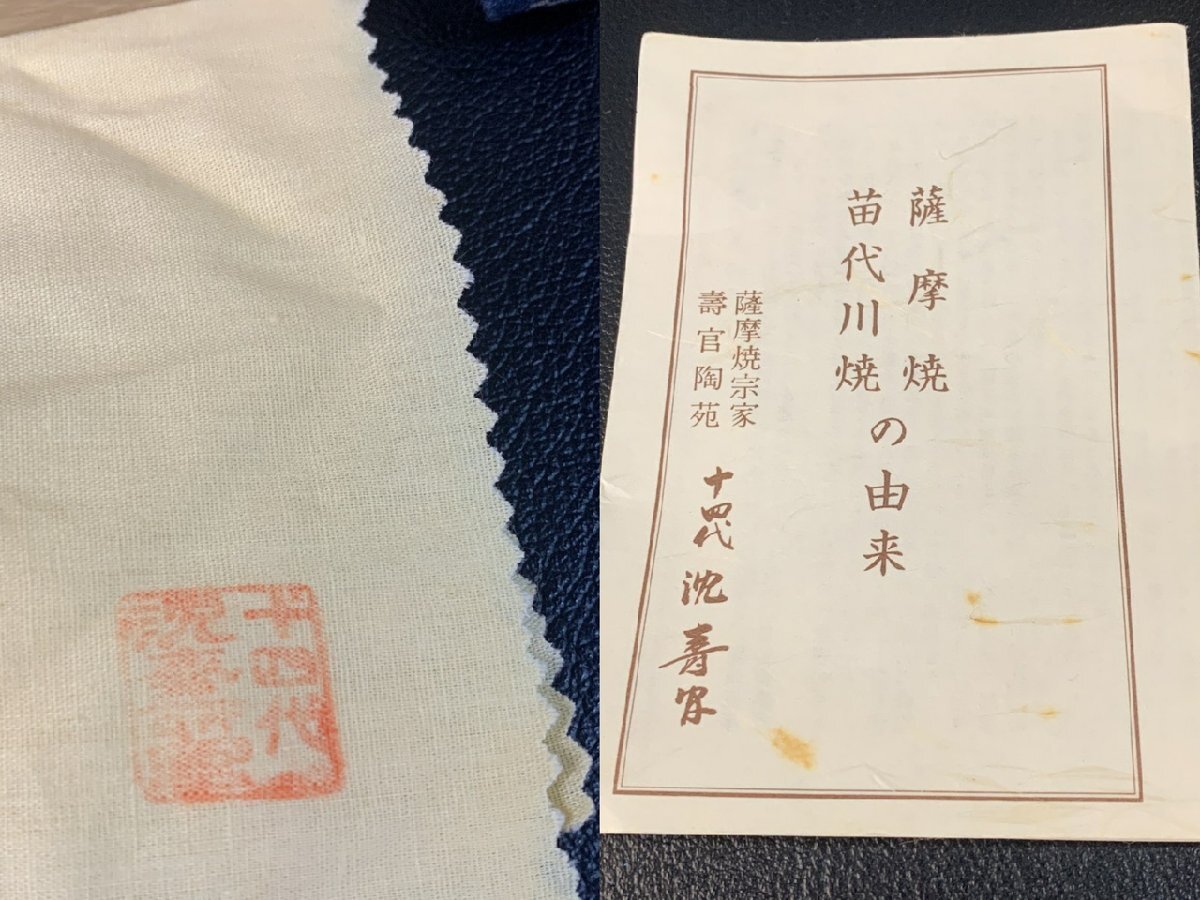 十四代
沈壽官
薩摩焼
苗代川焼
の由来
薩摩焼宗家
壽官陶苑
十四代 沈寿官